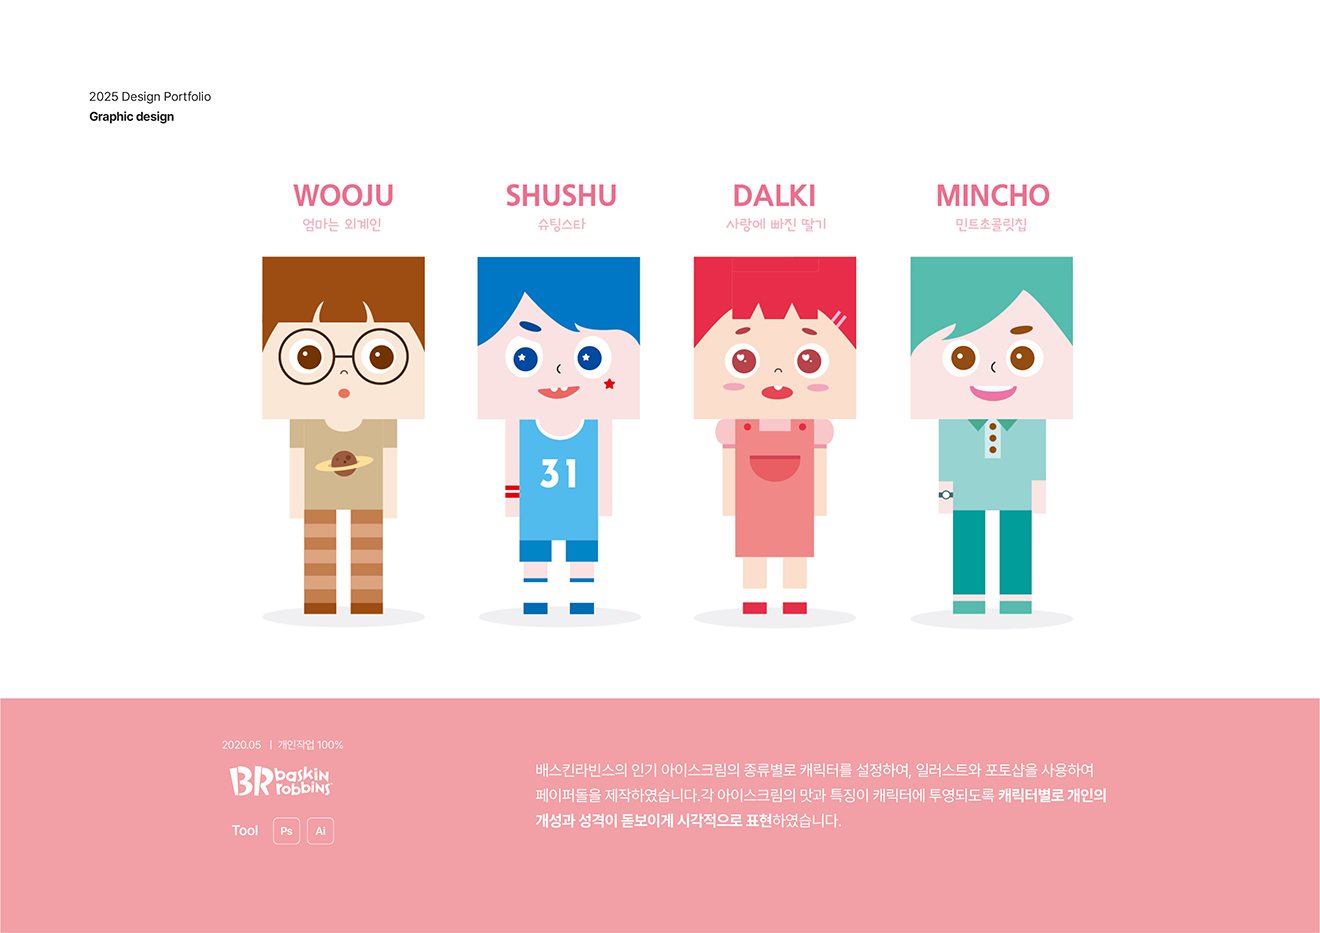 2025 Design Portfolio
Graphic design
WOOJU
엄마는 외계인
SHUSHU
슈팅스타
DALKI
사랑에 빠진 딸기
MINCHO
민트초콜릿칩
31
2020.05 | 개인작업 100%
BR baskin robbins
Tool Ps Ai
배스킨라빈스의 인기 아이스크림의 종류별로 캐릭터를 설정하여, 일러스트와 포토샵을 사용하여
페이퍼돌을 제작하였습니다.각 아이스크림의 맛과 특징이 캐릭터에 투영되도록 캐릭터별로 개인의
개성과 성격이 돋보이게 시각적으로 표현하였습니다.